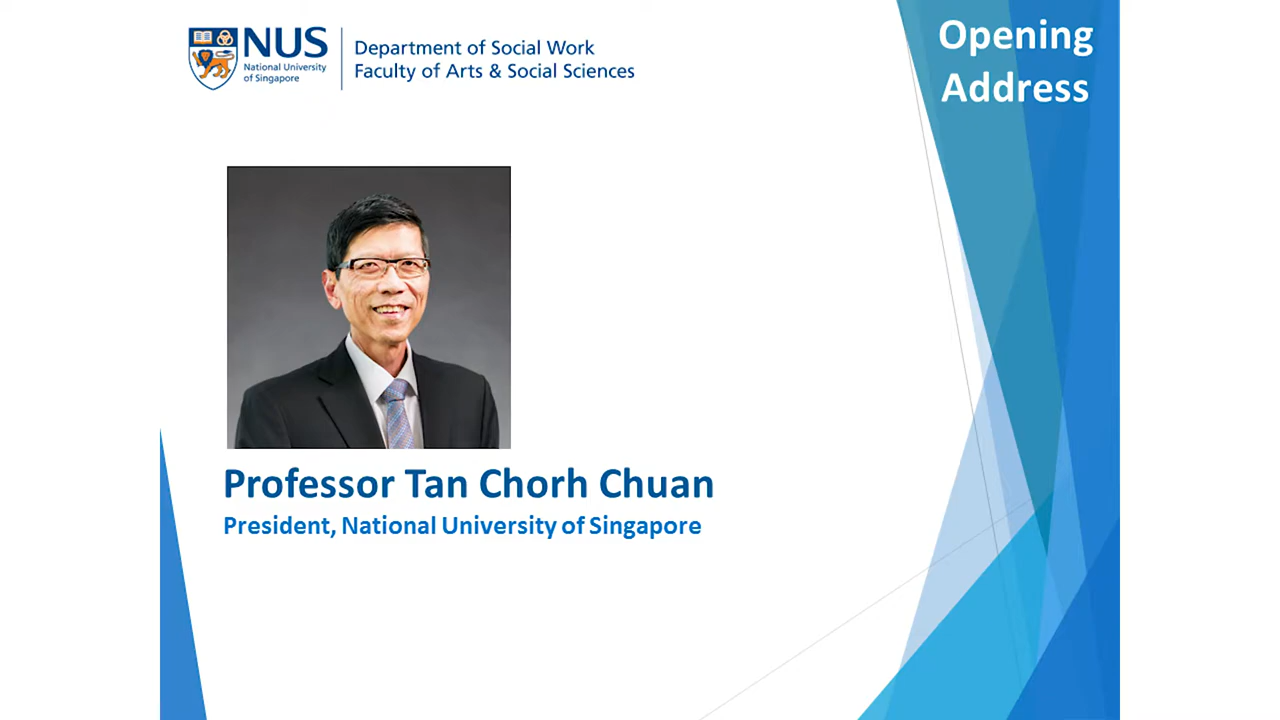 NUS
National University
of Singapore
Department of Social Work
Faculty of Arts & Social Sciences
Opening
Address
Professor Tan Chorh Chuan
President, National University of Singapore